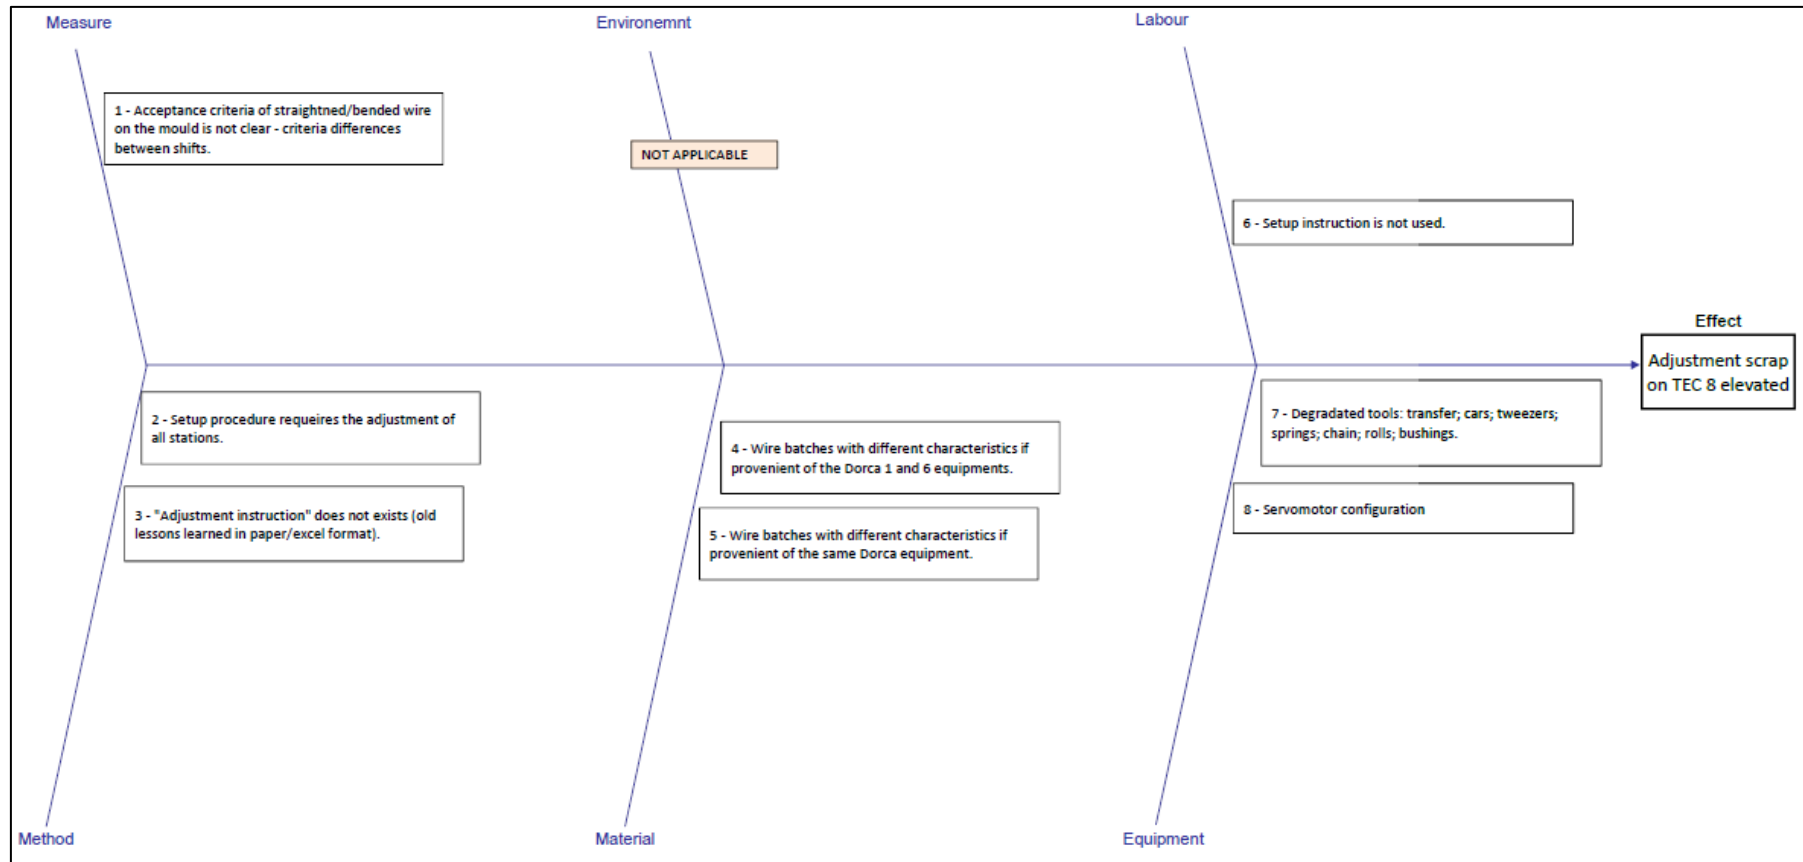 Measure
Environemnt
Labour
1 - Acceptance criteria of straightned/bended wire
on the mould is not clear - criteria differences
between shifts.
NOT APPLICABLE
6 - Setup instruction is not used.
Effect
Adjustment scrap
on TEC 8 elevated
2 - Setup procedure requeires the adjustment of
all stations.
3 - "Adjustment instruction" does not exists (old
lessons learned in paper/excel format).
4 - Wire batches with different characteristics if
provenient of the Dorca 1 and 6 equipments.
5 - Wire batches with different characteristics if
provenient of the same Dorca equipment.
7 - Degradated tools: transfer; cars; tweezers;
springs; chain; rolls; bushings.
8 - Servomotor configuration
Method
Material
Equipment